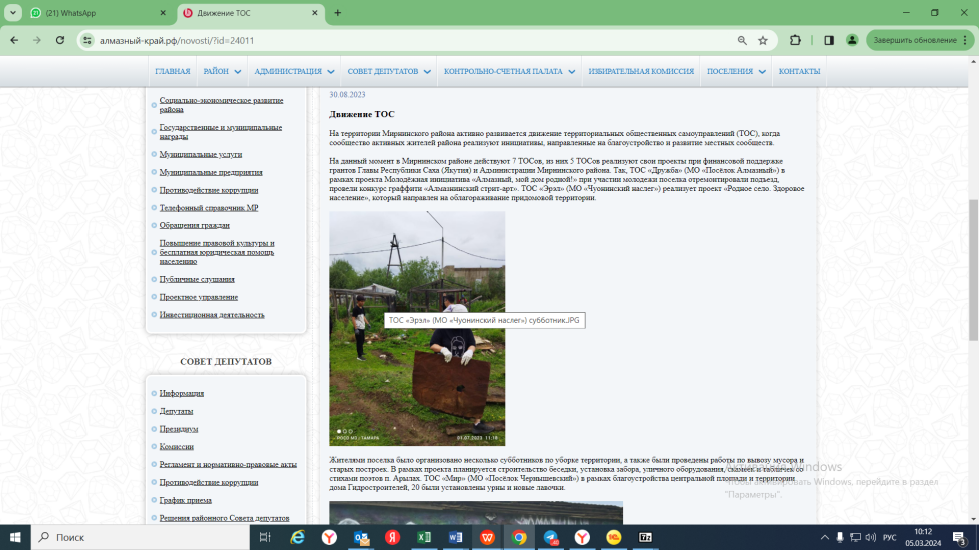 (21) WhatsApp
Движение ТОС
алмазный-край.рф/novosti/?id=24011
Завершить обновление
ГЛАВНАЯ
РАЙОН
АДМИНИСТРАЦИЯ
СОВЕТ ДЕПУТАТОВ
КОНТРОЛЬНО-СЧЕТНАЯ ПАЛАТА
ИЗБИРАТЕЛЬНАЯ КОМИССИЯ
ПОСЕЛЕНИЯ
КОНТАКТЫ
Социально-экономическое развитие
района
Государственные и муниципальные
награды
Муниципальные услуги
Муниципальные предприятия
Противодействие коррупции
Телефонный справочник МР
Обращения граждан
Повышение правовой культуры и
бесплатная юридическая помощь
населению
Публичные слушания
Проектное управление
Инвестиционная деятельность
СОВЕТ ДЕПУТАТОВ
Информация
Депутаты
Президиум
Комиссии
Регламент и нормативно-правовые акты
Противодействие коррупции
График приема
Решения районного Совета депутатов
30.08.2023
Движение ТОС
На территории Мирнинского района активно развивается движение территориальных общественных самоуправлений (ТОС), когда
сообщество активных жителей района реализуют инициативы, направленные на благоустройство и развитие местных сообществ.
На данный момент в Мирнинском районе действуют 7 ТОСов, из них 5 ТОСов реализуют свои проекты при финансовой поддержке
грантов Главы Республики Саха (Якутия) и Администрации Мирнинского района. Так, ТОС «Дружба» (МО «Посёлок Алмазный») в
рамках проекта Молодёжная инициатива «Алмазный, мой дом родной!» при участии молодежи поселка отремонтировали подъезд,
провели конкурс граффити «Алмазнинский стрит-арт». ТОС «Эрэл» (МО «Чуонинский наслег») реализует проект «Родное село. Здоровое
население», который направлен на облагораживание придомовой территории.
ТОС «Эрэл» (МО «Чуонинский наслег») субботник.JPG
POCO M3 | TAMAPA
01.07.2023 11:18
Жителями поселка было организовано несколько субботников по уборке территории, а также были проведены работы по вывозу мусора и
старых построек. В рамках проекта планируется строительство беседки, установка забора, уличного оборудования, скамеек и табличек со
стихами поэтов п. Арылах. ТОС «Мир» (МО «Посёлок Чернышевский») в рамках благоустройства центральной площади и территории
дома Гидростроителей, 20 были установлены урны и новые лавочки.
Активация Windows
Чтобы активировать Windows, перейдите в раздел
"Параметры".
Поиск
РУС
10:12
05.03.2024
3